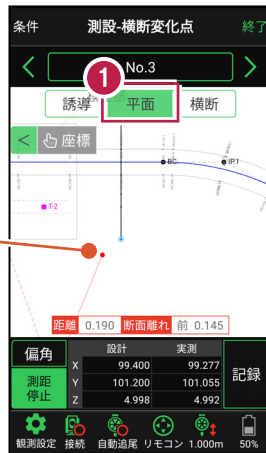 条件 測設-横断変化点 終了
< No.3 >
1
誘導 平面 横断
< 座標
BC IP.1
T-2
距離 0.190 断面離れ 前 0.145
偏角 設計 実測
X 99.400 99.277
測距停止 Y 101.200 101.055 記録
Z 4.998 4.992
観測設定 接続 自動追尾 リモコン 1.000m 50%